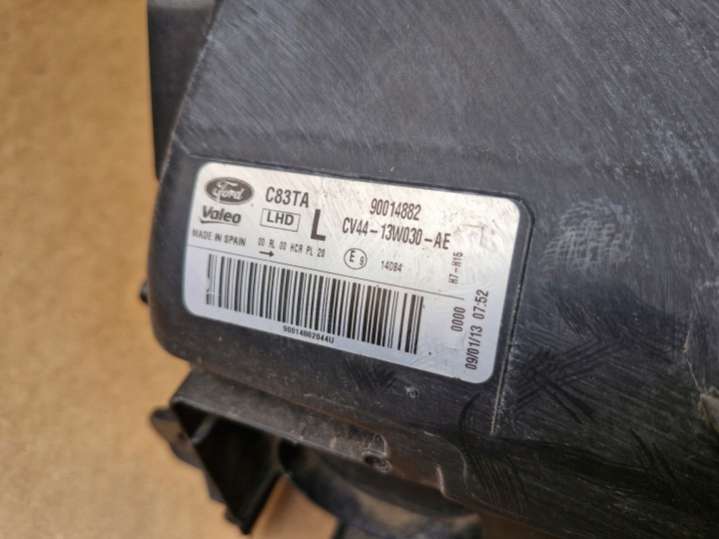 Ford C83TA 90014882
Valeo LHD L CV44-13W030-AE
MADE IN SPAIN 00 RL 00 HCR PL 20 E9 14084
H7-H15
90014882044U
0000
09/01/13 07:52